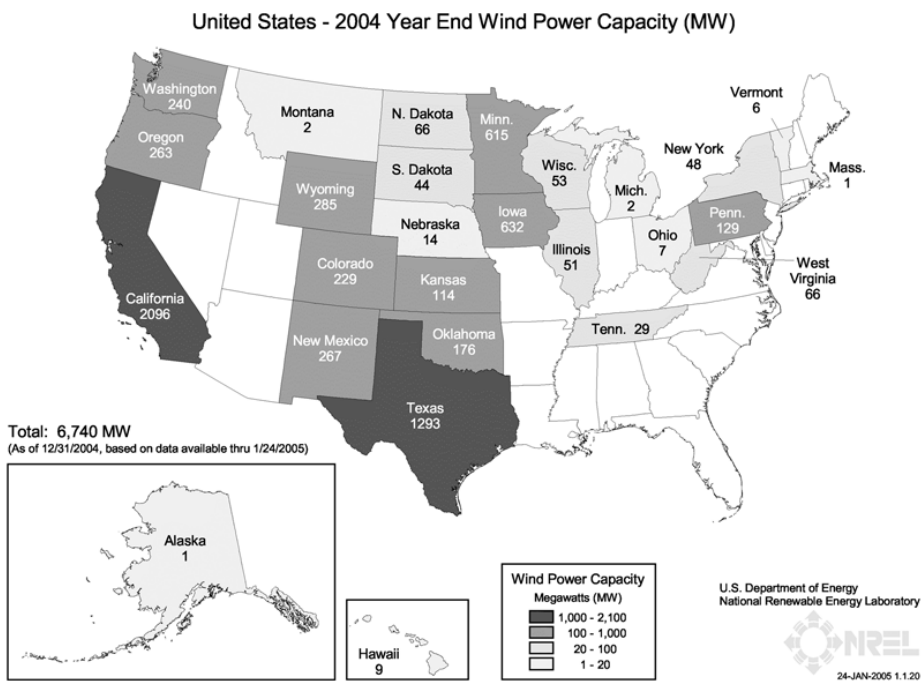 United States - 2004 Year End Wind Power Capacity (MW)
Washington
240
Oregon
263
California
2096
Montana
2
Wyoming
285
Colorado
229
New Mexico
267
N. Dakota
66
S. Dakota
44
Nebraska
14
Kansas
114
Oklahoma
176
Texas
1293
Minn.
615
Iowa
632
Wisc.
53
Illinois
51
Mich.
2
Ohio
7
Tenn. 29
Vermont
6
New York
48
Mass.
1
Penn.
129
West
Virginia
66
Total: 6,740 MW
(As of 12/31/2004, based on data available thru 1/24/2005)
Alaska
1
Hawaii
9
Wind Power Capacity
Megawatts (MW)
1,000 - 2,100
100 - 1,000
20 - 100
1 - 20
U.S. Department of Energy
National Renewable Energy Laboratory
NREL
24-JAN-2005 1.1.20